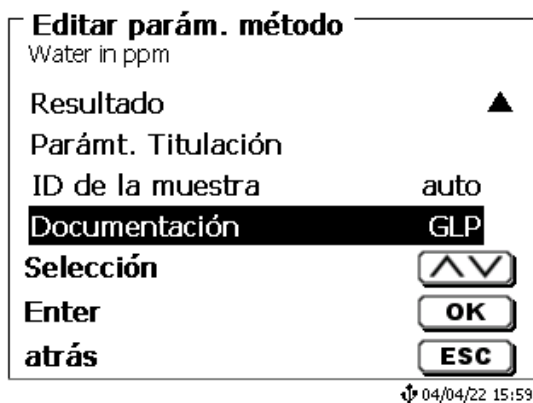 Editar parám. método
Water in ppm
Resultado
Parámt. Titulación
ID de la muestra auto
Documentación GLP
Selección
Enter OK
atrás ESC
04/04/22 15:59